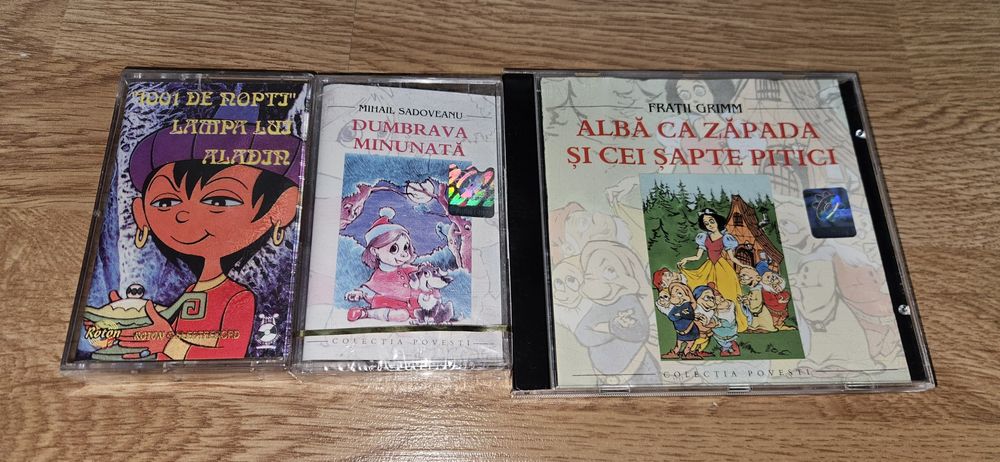 "1001 DE NOPTI"
LAMPA LUI
ALADIN
Roton
MIHAIL SADOVEANU
DUMBRAVA
MINUNATĂ
COLECȚIA POVEȘTI
FRAȚII GRIMM
ALBĂ CA ZĂPADA
ȘI CEI ȘAPTE PITICI
COLECȚIA POVEȘTI